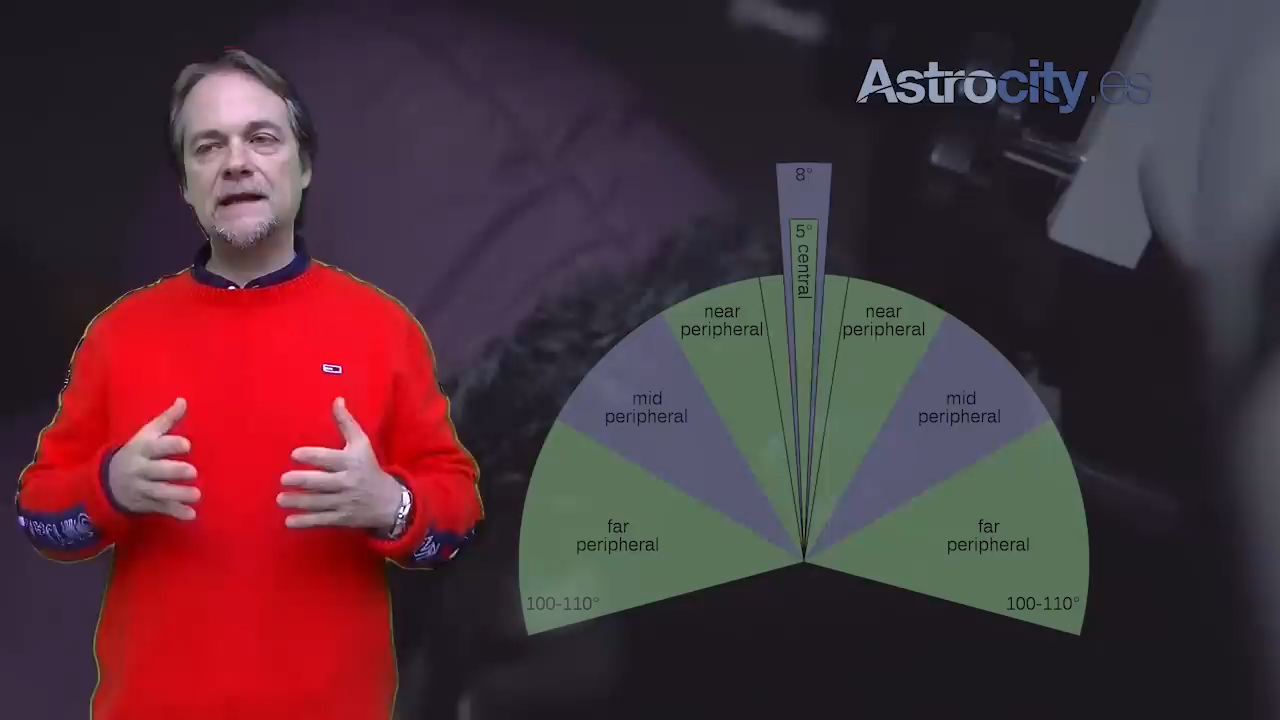 Astrocity.es
8°
5° central
near
peripheral
near
peripheral
mid
peripheral
mid
peripheral
far
peripheral
far
peripheral
100-110°
100-110°